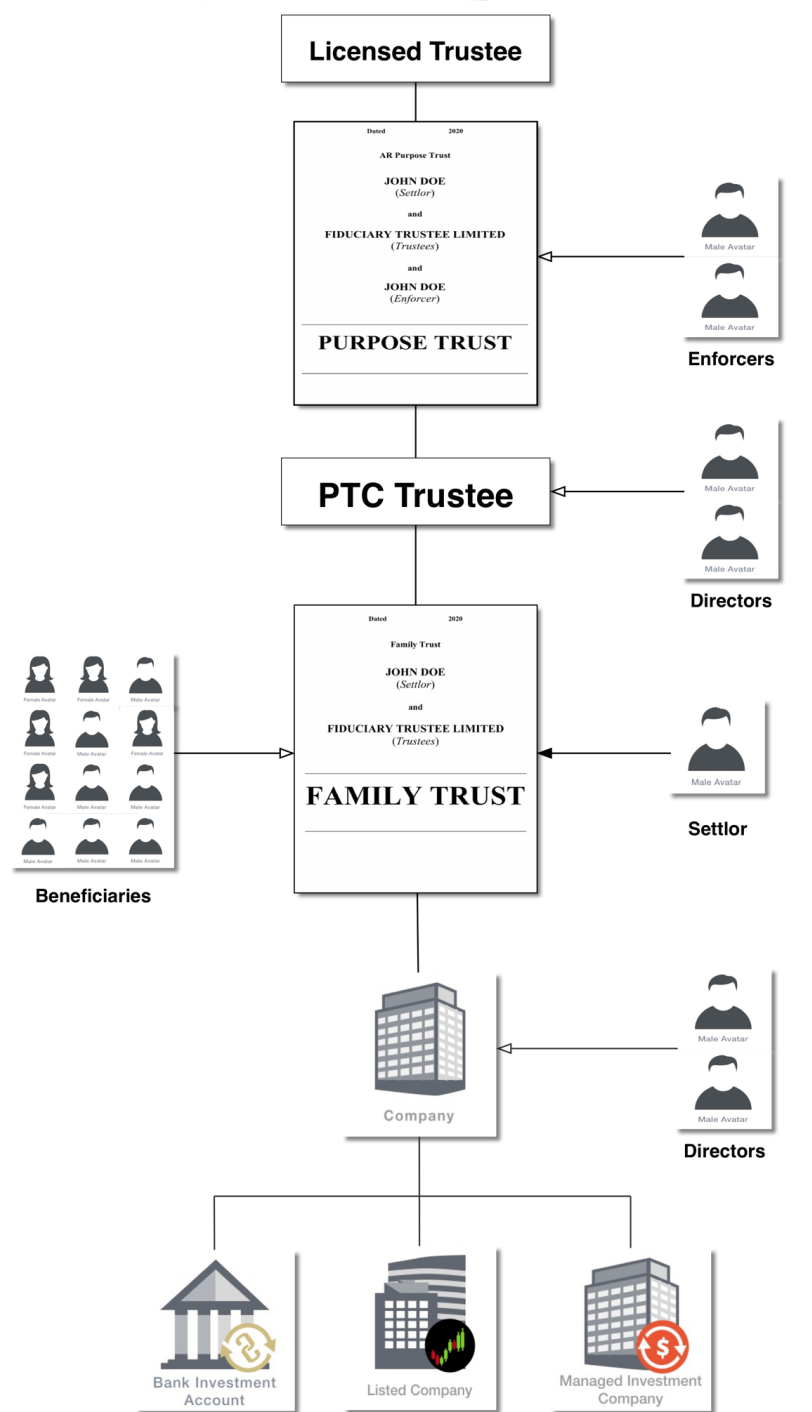 Licensed Trustee
Dated 2020
AR Purpose Trust
JOHN DOE
(Settlor)
and
FIDUCIARY TRUSTEE LIMITED
(Trustees)
and
JOHN DOE
(Enforcer)
PURPOSE TRUST
Male Avatar
Male Avatar
Enforcers
PTC Trustee
Male Avatar
Male Avatar
Directors
Dated 2020
Family Trust
JOHN DOE
(Settlor)
and
FIDUCIARY TRUSTEE LIMITED
(Trustees)
FAMILY TRUST
Female Avatar Female Avatar Male Avatar
Female Avatar Male Avatar Female Avatar
Female Avatar Male Avatar Male Avatar
Male Avatar Male Avatar Male Avatar
Beneficiaries
Male Avatar
Settlor
Company
Male Avatar
Male Avatar
Directors
Bank Investment
Account
Listed Company
Managed Investment
Company